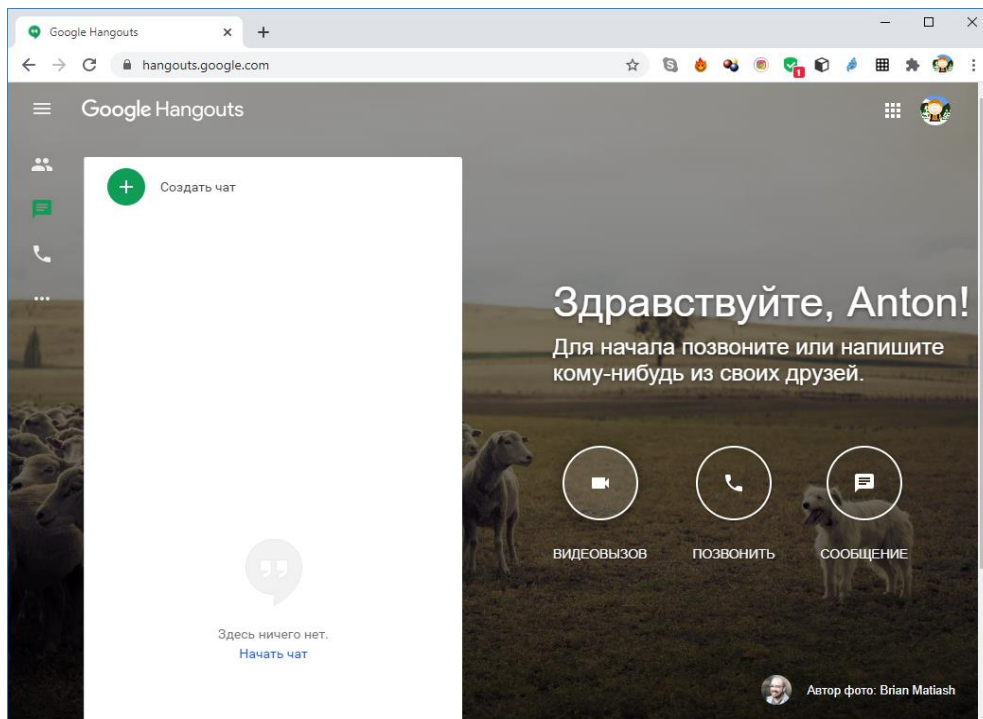 Google Hangouts
hangouts.google.com
1
Google Hangouts
Создать чат
Здравствуйте, Anton!
Для начала позвоните или напишите
кому-нибудь из своих друзей.
ВИДЕОВЫЗОВ
ПОЗВОНИТЬ
СООБЩЕНИЕ
Здесь ничего нет.
Начать чат
Автор фото: Brian Matiash